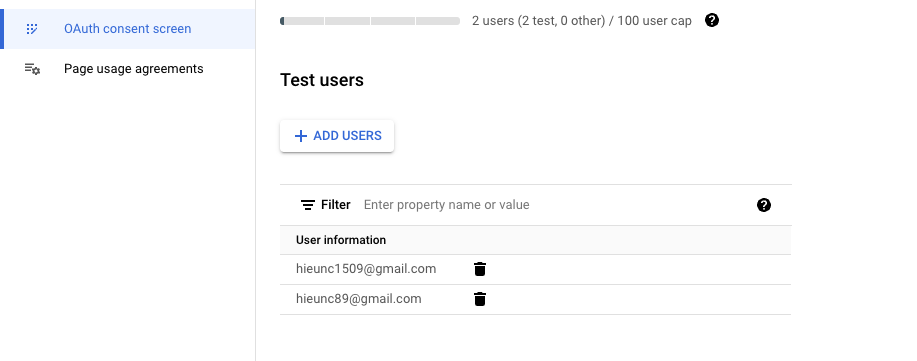 OAuth consent screen
Page usage agreements
2 users (2 test, 0 other) / 100 user cap
Test users
ADD USERS
Filter Enter property name or value
User information
hieunc1509@gmail.com
hieunc89@gmail.com